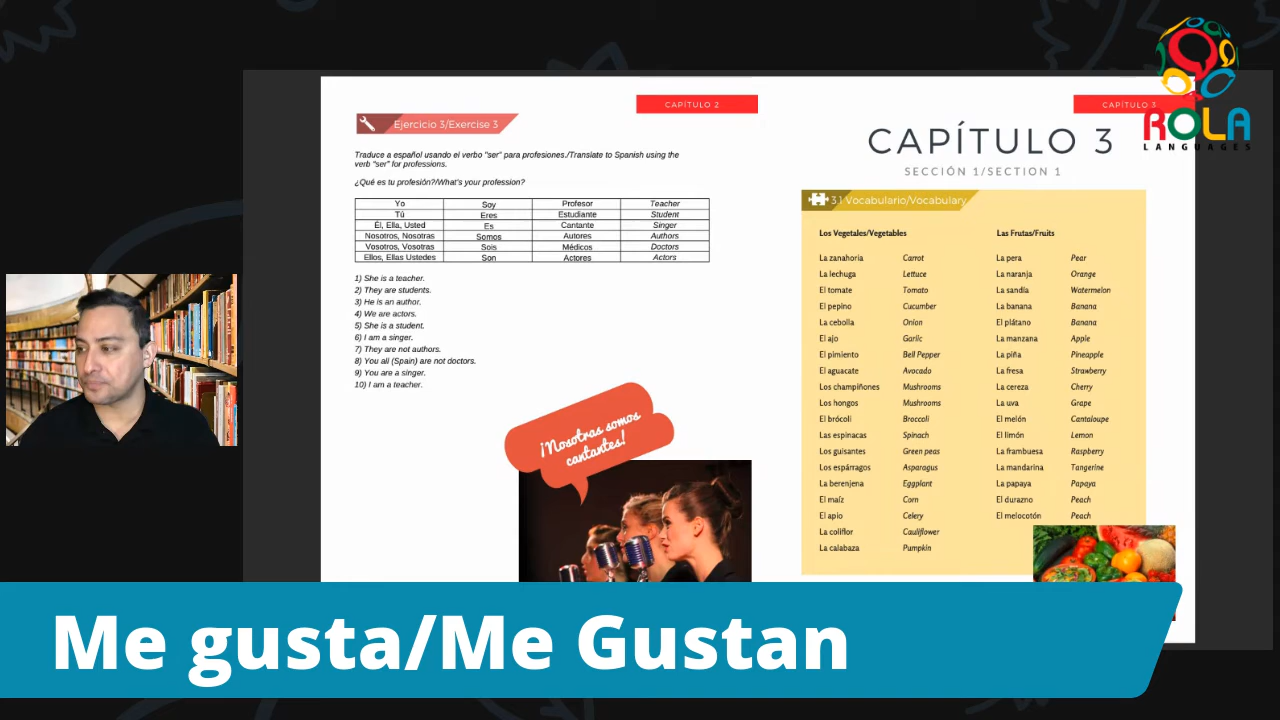 CAPÍTULO 2
Ejercicio 3/Exercise 3
Traduce a español usando el verbo "ser" para profesiones./Translate to Spanish using the
verb "ser" for professions.
¿Qué es tu profesión?/What's your profession?
Yo Soy Profesor Teacher
Tú Eres Estudiante Student
Él, Ella, Usted Es Cantante Singer
Nosotros, Nosotras Somos Autores Authors
Vosotros, Vosotras Sois Médicos Doctors
Ellos, Ellas Ustedes Son Actores Actors
1) She is a teacher.
2) They are students.
3) He is an author.
4) We are actors.
5) She is a student.
6) I am a singer.
7) They are not authors.
8) You all (Spain) are not doctors.
9) You are a singer.
10) I am a teacher.
¡Nosotras somos
cantantes!
CAPÍTULO 3
CAPÍTULO 3
SECCIÓN 1/SECTION 1
3.1 Vocabulario/Vocabulary
Los Vegetales/Vegetables Las Frutas/Fruits
La zanahoria Carrot La pera Pear
La lechuga Lettuce La naranja Orange
El tomate Tomato La sandía Watermelon
El pepino Cucumber La banana Banana
La cebolla Onion El plátano Banana
El ajo Garlic La manzana Apple
El pimiento Bell Pepper La piña Pineapple
El aguacate Avocado La fresa Strawberry
Los champiñones Mushrooms La cereza Cherry
Los hongos Mushrooms La uva Grape
El brócoli Broccoli El melón Cantaloupe
Las espinacas Spinach El limón Lemon
Los guisantes Green peas La frambuesa Raspberry
Los espárragos Asparagus La mandarina Tangerine
La berenjena Eggplant La papaya Papaya
El maíz Corn El durazno Peach
El apio Celery El melocotón Peach
La coliflor Cauliflower
La calabaza Pumpkin
ROLA
LANGUAGES
Me gusta/Me Gustan